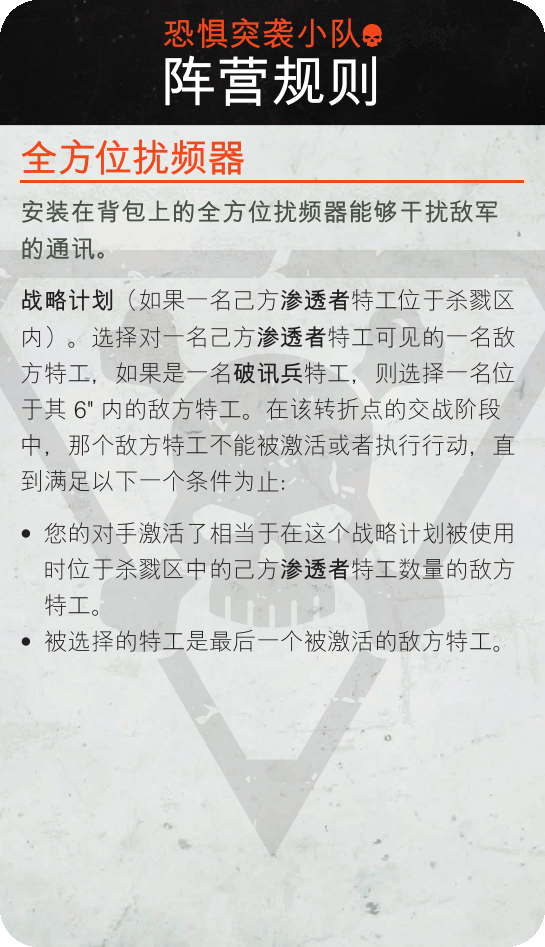 恐惧突袭小队
阵营规则
全方位扰频器
安装在背包上的全方位扰频器能够干扰敌军
的通讯。
战略计划（如果一名己方渗透者特工位于杀戮区
内）。选择对一名己方渗透者特工可见的一名敌
方特工，如果是一名破讯兵特工，则选择一名位
于其 6" 内的敌方特工。在该转折点的交战阶段
中，那个敌方特工不能被激活或者执行行动，直
到满足以下一个条件为止:
• 您的对手激活了相当于在这个战略计划被使用
时位于杀戮区中的己方渗透者特工数量的敌方
特工。
• 被选择的特工是最后一个被激活的敌方特工。